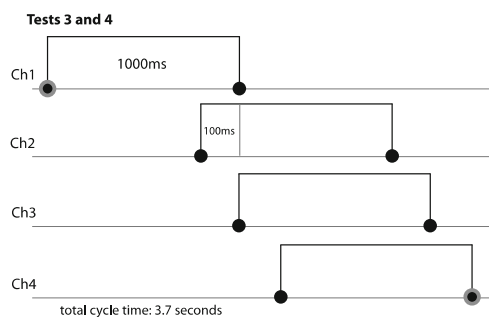 Tests 3 and 4
1000ms
Ch1
100ms
Ch2
Ch3
Ch4
total cycle time: 3.7 seconds